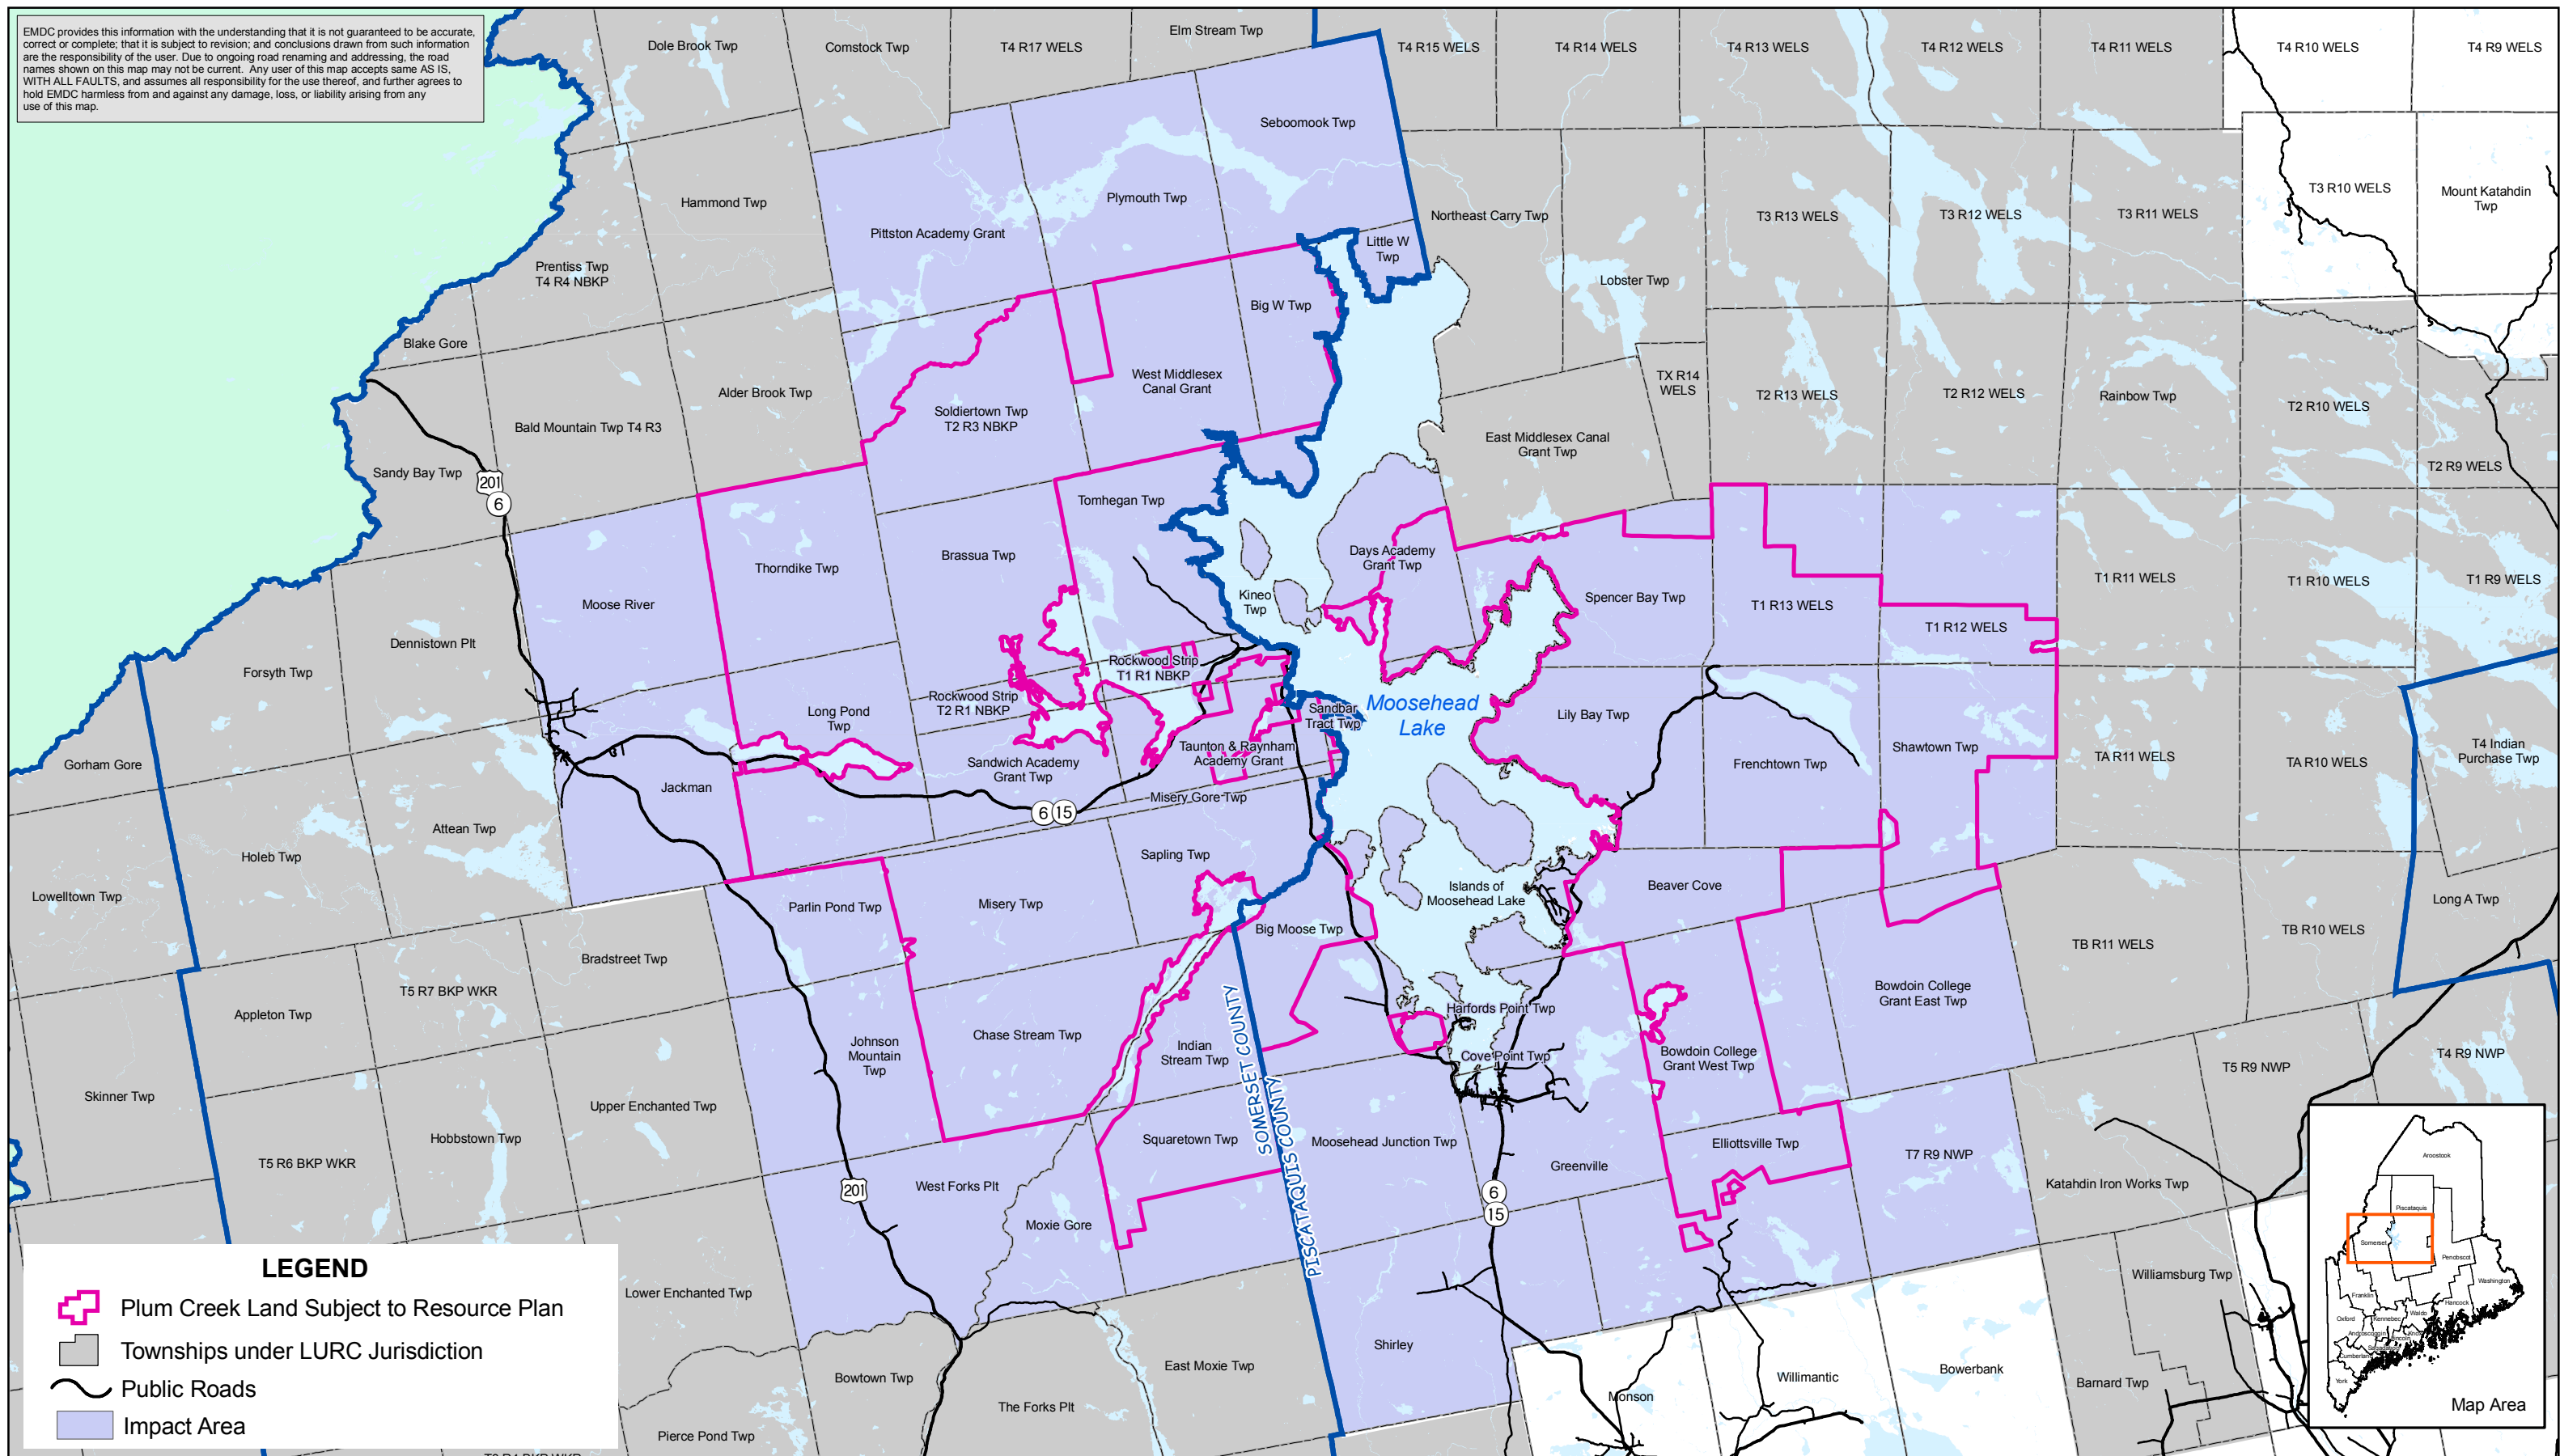 EMDC provides this information with the understanding that it is not guaranteed to be accurate,
correct or complete; that it is subject to revision; and conclusions drawn from such information
are the responsibility of the user. Due to ongoing road renaming and addressing, the road
names shown on this map may not be current. Any user of this map accepts same AS IS,
WITH ALL FAULTS, and assumes all responsibility for the use thereof, and further agrees to
hold EMDC harmless from and against any damage, loss, or liability arising from any
use of this map.
Dole Brook Twp
Comstock Twp
T4 R17 WELS
Elm Stream Twp
T4 R15 WELS
T4 R14 WELS
T4 R13 WELS
T4 R12 WELS
T4 R11 WELS
T4 R10 WELS
T4 R9 WELS
Seboomook Twp
Hammond Twp
Pittston Academy Grant
Plymouth Twp
Little W
Twp
Northeast Carry Twp
T3 R13 WELS
T3 R12 WELS
T3 R11 WELS
T3 R10 WELS
Mount Katahdin
Twp
Prentiss Twp
T4 R4 NBKP
Big W Twp
Lobster Twp
Blake Gore
Alder Brook Twp
West Middlesex
Canal Grant
TX R14
WELS
T2 R13 WELS
T2 R12 WELS
Rainbow Twp
T2 R10 WELS
Bald Mountain Twp T4 R3
Soldiertown Twp
T2 R3 NBKP
East Middlesex Canal
Grant Twp
Sandy Bay Twp
201
6
T2 R9 WELS
Tomhegan Twp
Brassua Twp
Thorndike Twp
Moose River
Days Academy
Grant Twp
Kineo
Twp
Spencer Bay Twp
T1 R13 WELS
T1 R12 WELS
T1 R11 WELS
T1 R10 WELS
T1 R9 WELS
Dennistown Plt
Forsyth Twp
Rockwood Strip
T1 R1 NBKP
Rockwood Strip
T2 R1 NBKP
Long Pond
Twp
Sandbar
Tract Twp
Moosehead
Lake
Lily Bay Twp
Gorham Gore
Sandwich Academy
Grant Twp
Taunton & Raynham
Academy Grant
Frenchtown Twp
Shawtown Twp
TA R11 WELS
TA R10 WELS
T4 Indian
Purchase Twp
Jackman
6
15
Misery Gore Twp
Attean Twp
Holeb Twp
Sapling Twp
Lowelltown Twp
Parlin Pond Twp
Misery Twp
Islands of
Moosehead Lake
Beaver Cove
Long A Twp
Big Moose Twp
TB R11 WELS
TB R10 WELS
Bradstreet Twp
T5 R7 BKP WKR
Appleton Twp
Bowdoin College
Grant East Twp
Harfords Point Twp
Chase Stream Twp
Johnson
Mountain
Twp
Indian
Stream Twp
Cove Point Twp
Bowdoin College
Grant West Twp
T5 R9 NWP
T4 R9 NWP
Skinner Twp
Upper Enchanted Twp
Hobbstown Twp
T5 R6 BKP WKR
SOMERSET COUNTY
PISCATAQUIS COUNTY
Squaretown Twp
Moosehead Junction Twp
Greenville
Elliottsville Twp
T7 R9 NWP
Katahdin Iron Works Twp
201
West Forks Plt
Moxie Gore
6
15
Lower Enchanted Twp
Williamsburg Twp
Shirley
East Moxie Twp
Bowtown Twp
The Forks Plt
Pierce Pond Twp
Monson
Willimantic
Bowerbank
Barnard Twp
LEGEND
Plum Creek Land Subject to Resource Plan
Townships under LURC Jurisdiction
Public Roads
Impact Area
Aroostook
Piscataquis
Somerset
Penobscot
Washington
Franklin
Hancock
Waldo
Oxford
Kennebec
Androscoggin
Cumberland
York
Map Area